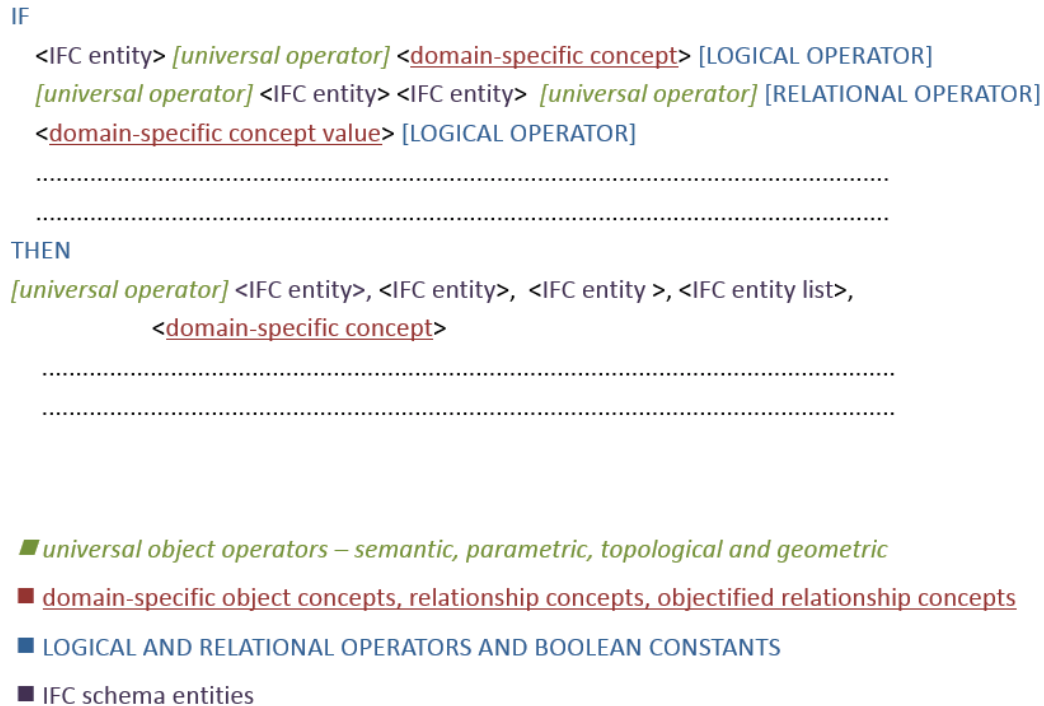 IF
<IFC entity> [universal operator] <domain-specific concept> [LOGICAL OPERATOR]
[universal operator] <IFC entity> <IFC entity> [universal operator] [RELATIONAL OPERATOR]
<domain-specific concept value> [LOGICAL OPERATOR]
................................................................................................................................
................................................................................................................................
THEN
[universal operator] <IFC entity>, <IFC entity>, <IFC entity >, <IFC entity list>,
<domain-specific concept>
................................................................................................................................
................................................................................................................................
universal object operators – semantic, parametric, topological and geometric
domain-specific object concepts, relationship concepts, objectified relationship concepts
LOGICAL AND RELATIONAL OPERATORS AND BOOLEAN CONSTANTS
IFC schema entities